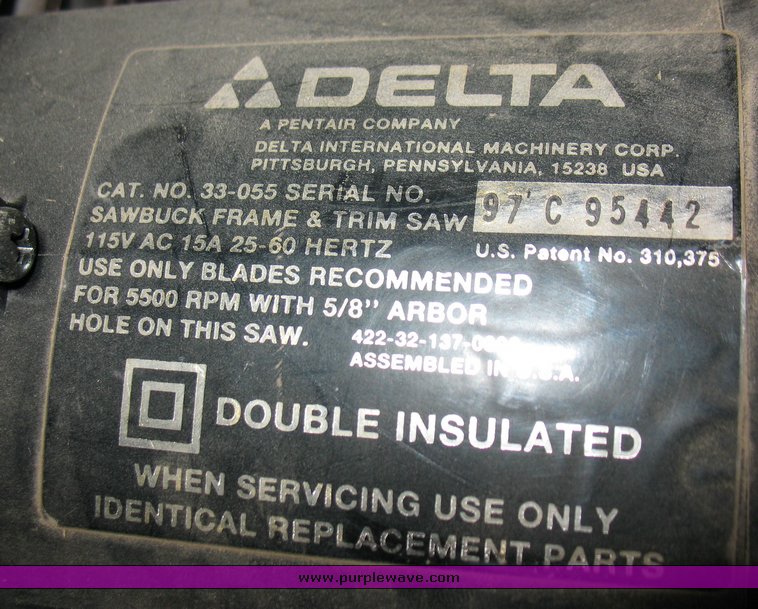 DELTA
A PENTAIR COMPANY
DELTA INTERNATIONAL MACHINERY CORP.
PITTSBURGH, PENNSYLVANIA, 15238 USA
CAT. NO. 33-055 SERIAL NO. 97 C 95442
SAWBUCK FRAME & TRIM SAW
115V AC 15A 25-60 HERTZ
U.S. Patent No. 310,375
USE ONLY BLADES RECOMMENDED
FOR 5500 RPM WITH 5/8" ARBOR
HOLE ON THIS SAW.
ASSEMBLED IN U.S.A.
DOUBLE INSULATED
WHEN SERVICING USE ONLY
IDENTICAL REPLACEMENT PARTS
www.purplewave.com